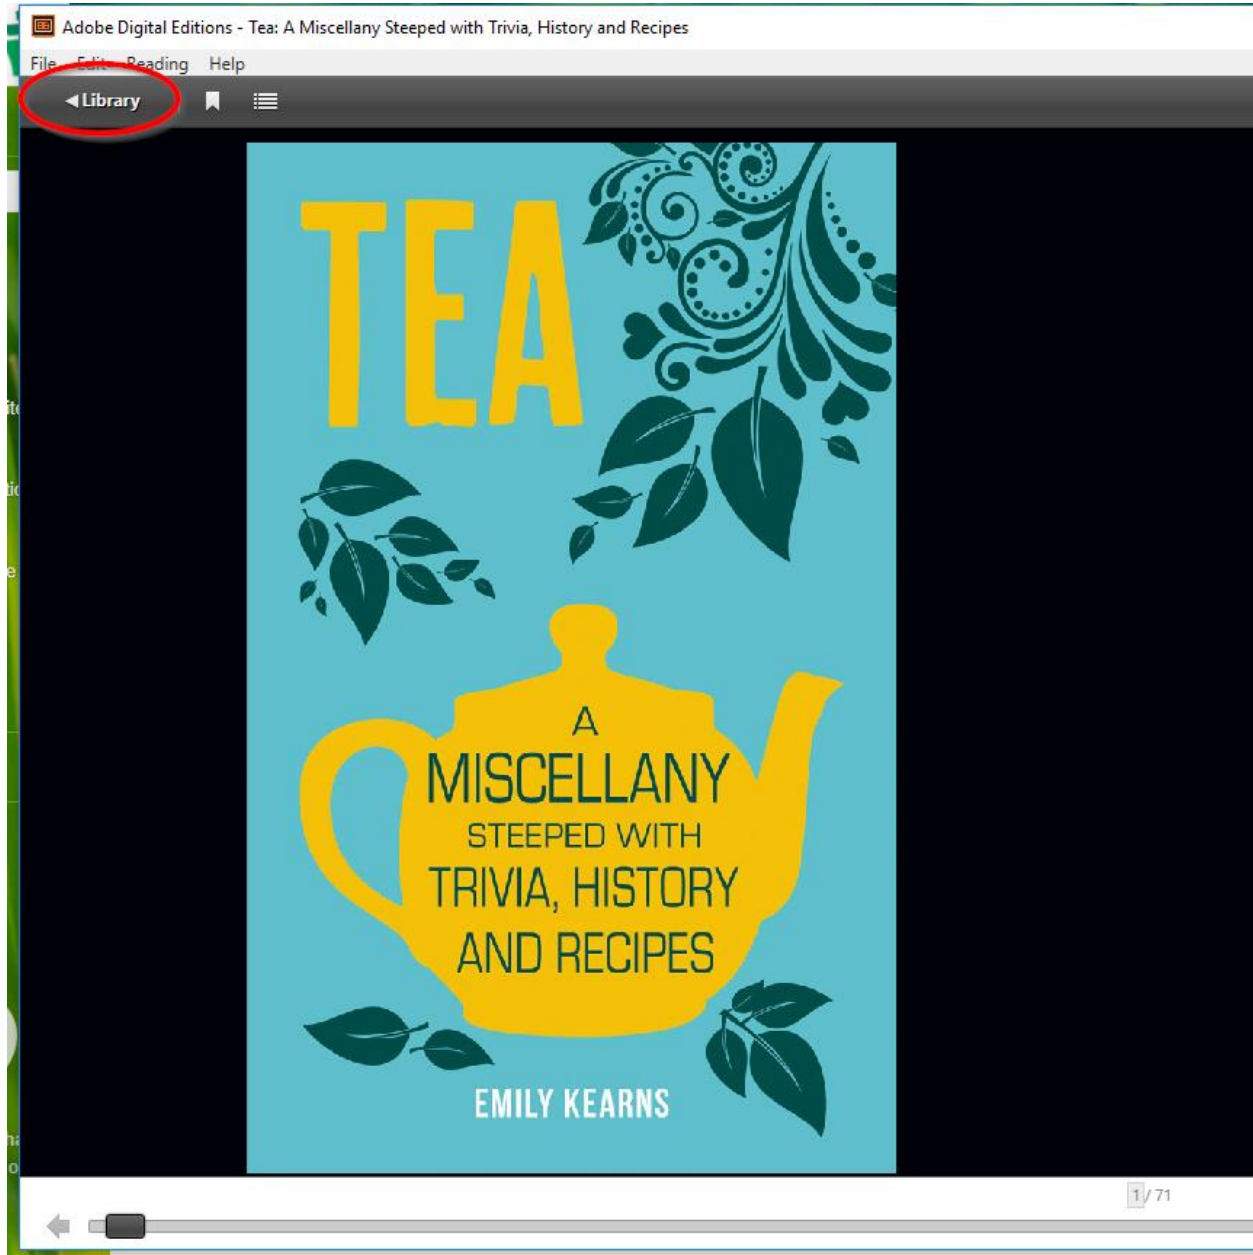 Adobe Digital Editions - Tea: A Miscellany Steeped with Trivia, History and Recipes
File Edit Reading Help
Library
TEA
A
MISCELLANY
STEEPED WITH
TRIVIA, HISTORY
AND RECIPES
EMILY KEARNS
1 / 71